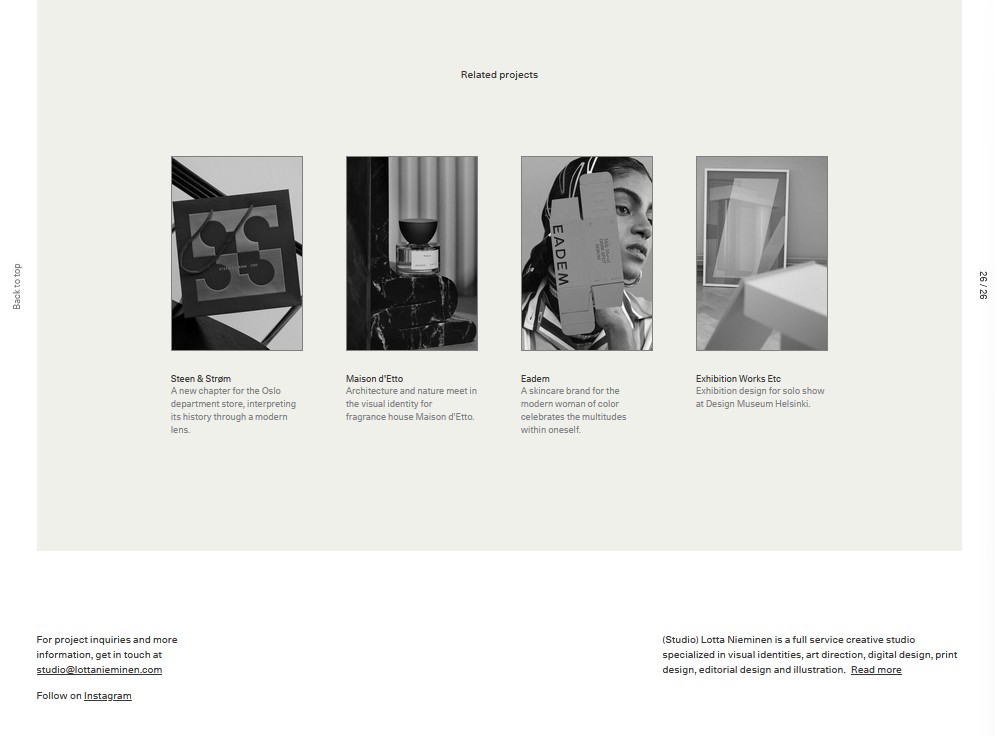 Related projects
Back to top
26 / 26
EADEM
Steen & Strøm
A new chapter for the Oslo
department store, interpreting
its history through a modern
lens.
Maison d'Etto
Architecture and nature meet in
the visual identity for
fragrance house Maison d'Etto.
Eadem
A skincare brand for the
modern woman of color
celebrates the multitudes
within oneself.
Exhibition Works Etc
Exhibition design for solo show
at Design Museum Helsinki.
For project inquiries and more
information, get in touch at
studio@lottanieminen.com
Follow on Instagram
(Studio) Lotta Nieminen is a full service creative studio
specialized in visual identities, art direction, digital design, print
design, editorial design and illustration. Read more